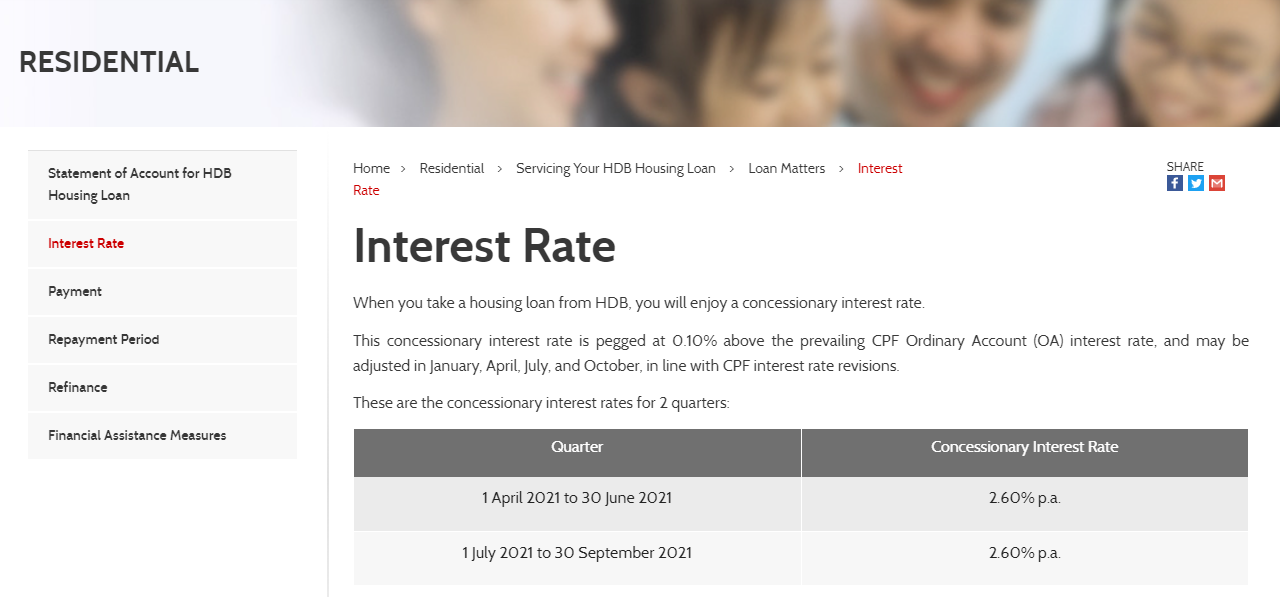 RESIDENTIAL
Statement of Account for HDB
Housing Loan
Interest Rate
Payment
Repayment Period
Refinance
Financial Assistance Measures
Home > Residential > Servicing Your HDB Housing Loan > Loan Matters > Interest
Rate
SHARE
Interest Rate
When you take a housing loan from HDB, you will enjoy a concessionary interest rate.
This concessionary interest rate is pegged at 0.10% above the prevailing CPF Ordinary Account (OA) interest rate, and may be
adjusted in January, April, July, and October, in line with CPF interest rate revisions.
These are the concessionary interest rates for 2 quarters:
Quarter Concessionary Interest Rate
1 April 2021 to 30 June 2021 2.60% p.a.
1 July 2021 to 30 September 2021 2.60% p.a.